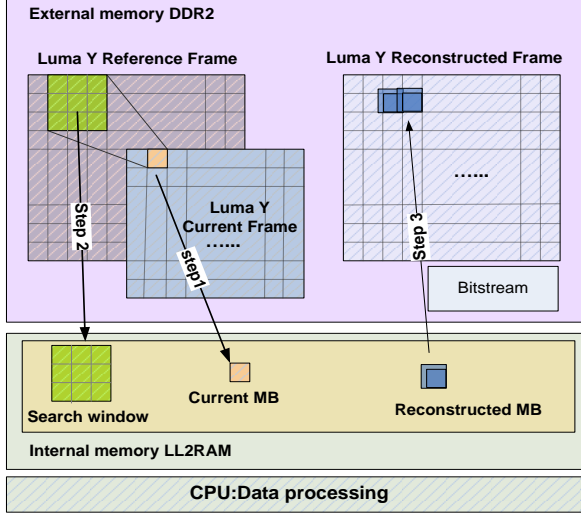 External memory DDR2
Luma Y Reference Frame
Luma Y Reconstructed Frame
Luma Y
Current Frame
…...
…...
Step 2
step1
Step 3
Bitstream
Search window
Current MB
Reconstructed MB
Internal memory LL2RAM
CPU:Data processing